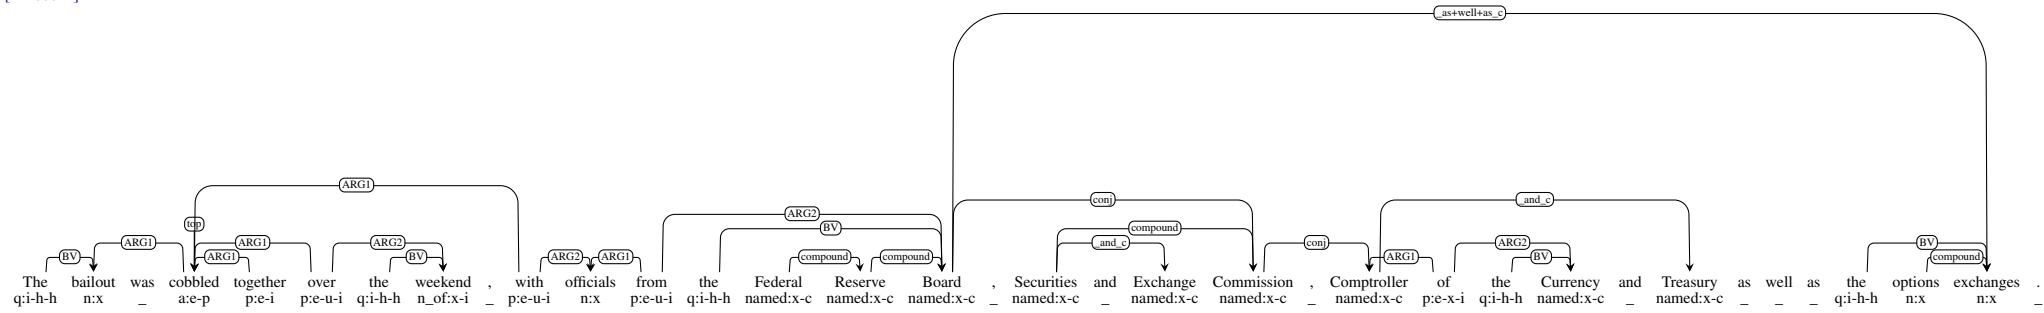 _as+well+as_c
ARG1
conj
_and_c
top
ARG2
BV
compound
ARG1
ARG1
ARG2
_and_c
ARG2
BV
BV
ARG1
BV
ARG2
ARG1
compound
compound
conj
ARG1
BV
compound
The bailout was cobbled together over the weekend , with officials from the Federal Reserve Board , Securities and Exchange Commission , Comptroller of the Currency and Treasury as well as the options exchanges .
q:i-h-h n:x _ a:e-p p:e-i p:e-u-i q:i-h-h n_of:x-i _ p:e-u-i n:x p:e-u-i q:i-h-h named:x-c named:x-c named:x-c _ named:x-c _ named:x-c named:x-c _ named:x-c p:e-x-i q:i-h-h named:x-c _ named:x-c _ _ _ q:i-h-h n:x n:x _